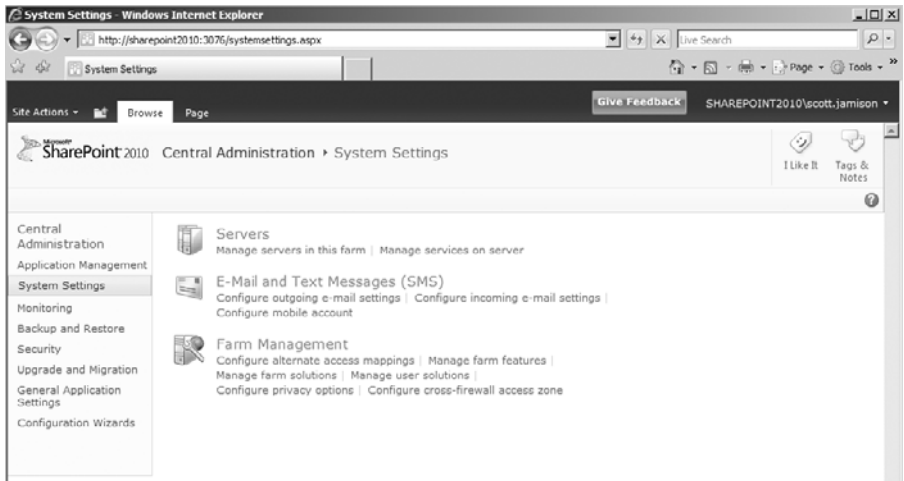 System Settings - Windows Internet Explorer
http://sharepoint2010:3076/systemsettings.aspx
Live Search
System Settings
Page
Tools
»
Site Actions
Browse
Page
Give Feedback
SHAREPOINT2010\scott.jamison
Microsoft
SharePoint 2010
Central Administration
System Settings
I Like It
Tags &
Notes
Central
Administration
Application Management
System Settings
Monitoring
Backup and Restore
Security
Upgrade and Migration
General Application
Settings
Configuration Wizards
Servers
Manage servers in this farm | Manage services on server
E-Mail and Text Messages (SMS)
Configure outgoing e-mail settings | Configure incoming e-mail settings |
Configure mobile account
Farm Management
Configure alternate access mappings | Manage farm features |
Manage farm solutions | Manage user solutions |
Configure privacy options | Configure cross-firewall access zone